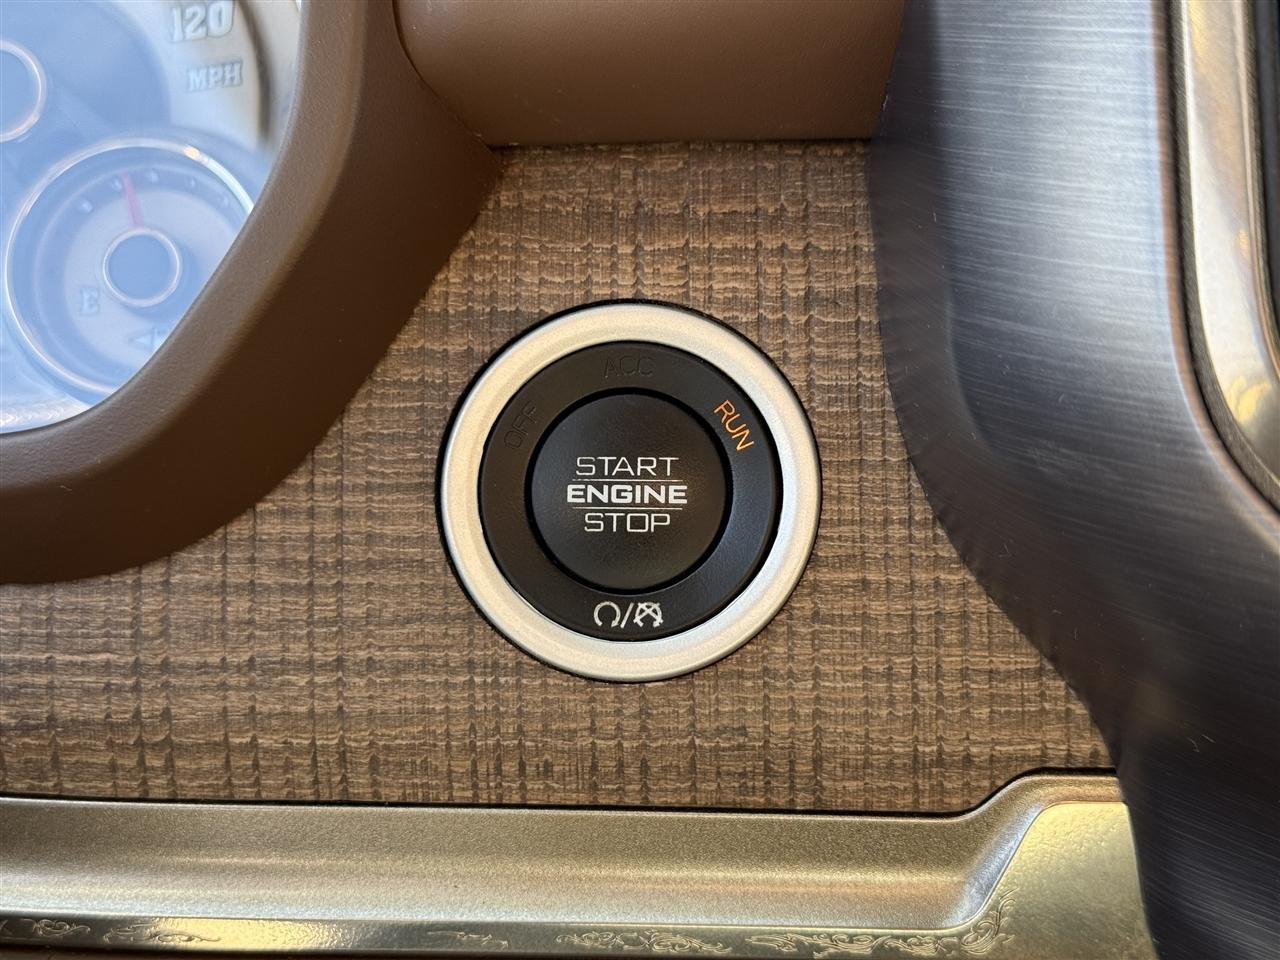 120
MPH
E
ACC
OFF
RUN
START
ENGINE
STOP